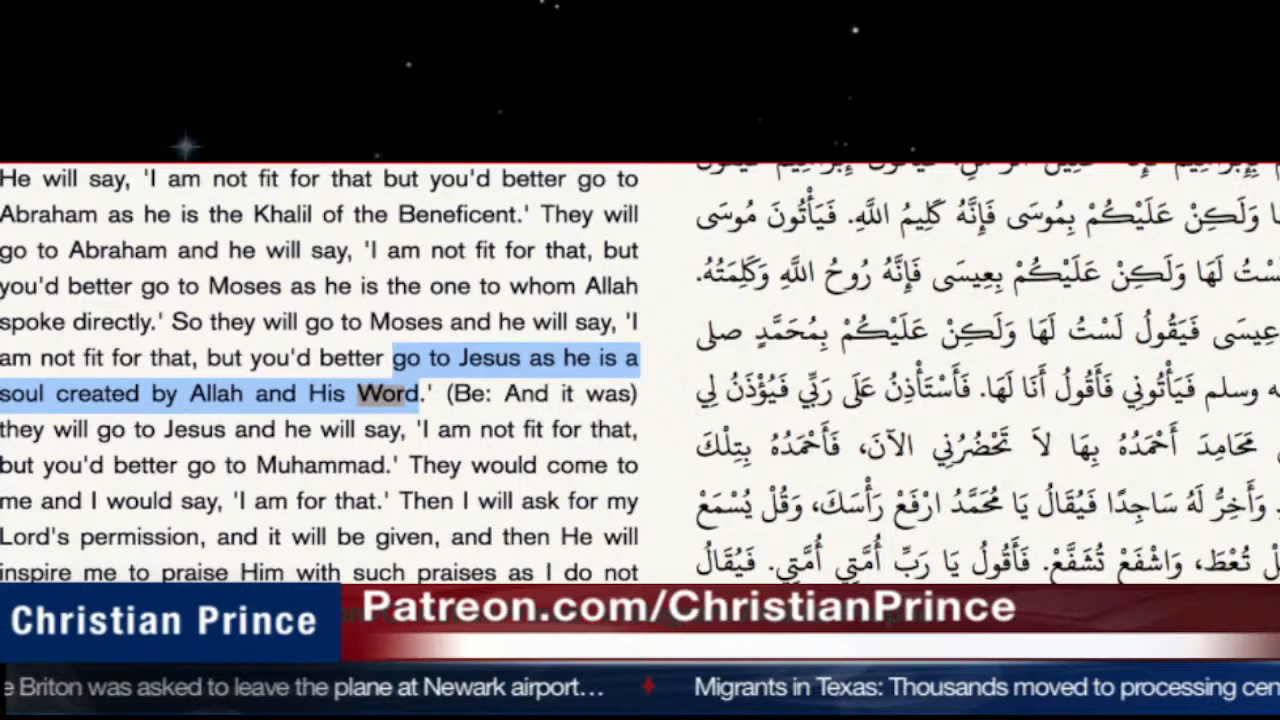 He will say, 'I am not fit for that but you'd better go to
Abraham as he is the Khalil of the Beneficent.' They will
go to Abraham and he will say, 'I am not fit for that, but
you'd better go to Moses as he is the one to whom Allah
spoke directly.' So they will go to Moses and he will say, 'I
am not fit for that, but you'd better go to Jesus as he is a
soul created by Allah and His Word.' (Be: And it was)
they will go to Jesus and he will say, 'I am not fit for that,
but you'd better go to Muhammad.' They would come to
me and I would say, 'I am for that.' Then I will ask for my
Lord's permission, and it will be given, and then He will
inspire me to praise Him with such praises as I do not
وَلَكِنْ عَلَيْكُمْ بِمُوسَى فَإِنَّهُ كَلِيمُ اللَّهِ. فَيَأْتُونَ مُوسَى
لَسْتُ لَهَا وَلَكِنْ عَلَيْكُمْ بِعِيسَى فَإِنَّهُ رُوحُ اللَّهِ وَكَلِمَتُهُ.
عِيسَى فَيَقُولُ لَسْتُ لَهَا وَلَكِنْ عَلَيْكُمْ بِمُحَمَّدٍ صلى
وسلم فَيَأْتُونِي فَأَقُولُ أَنَا لَهَا. فَأَسْتَأْذِنُ عَلَى رَبِّي فَيُؤْذَنُ لِي
مَحَامِدَ أَحْمَدُهُ بِهَا لاَ تَحْضُرُنِي الآنَ، فَأَحْمَدُهُ بِتِلْكَ
وَأَخِرُّ لَهُ سَاجِدًا فَيُقَالُ يَا مُحَمَّدُ ارْفَعْ رَأْسَكَ، وَقُلْ يُسْمَعْ
تُعْطَ، وَاشْفَعْ تُشَفَّعْ. فَأَقُولُ يَا رَبِّ أُمَّتِي أُمَّتِي. فَيُقَالُ
Christian Prince
Patreon.com/ChristianPrince
e Briton was asked to leave the plane at Newark airport... Migrants in Texas: Thousands moved to processing cen